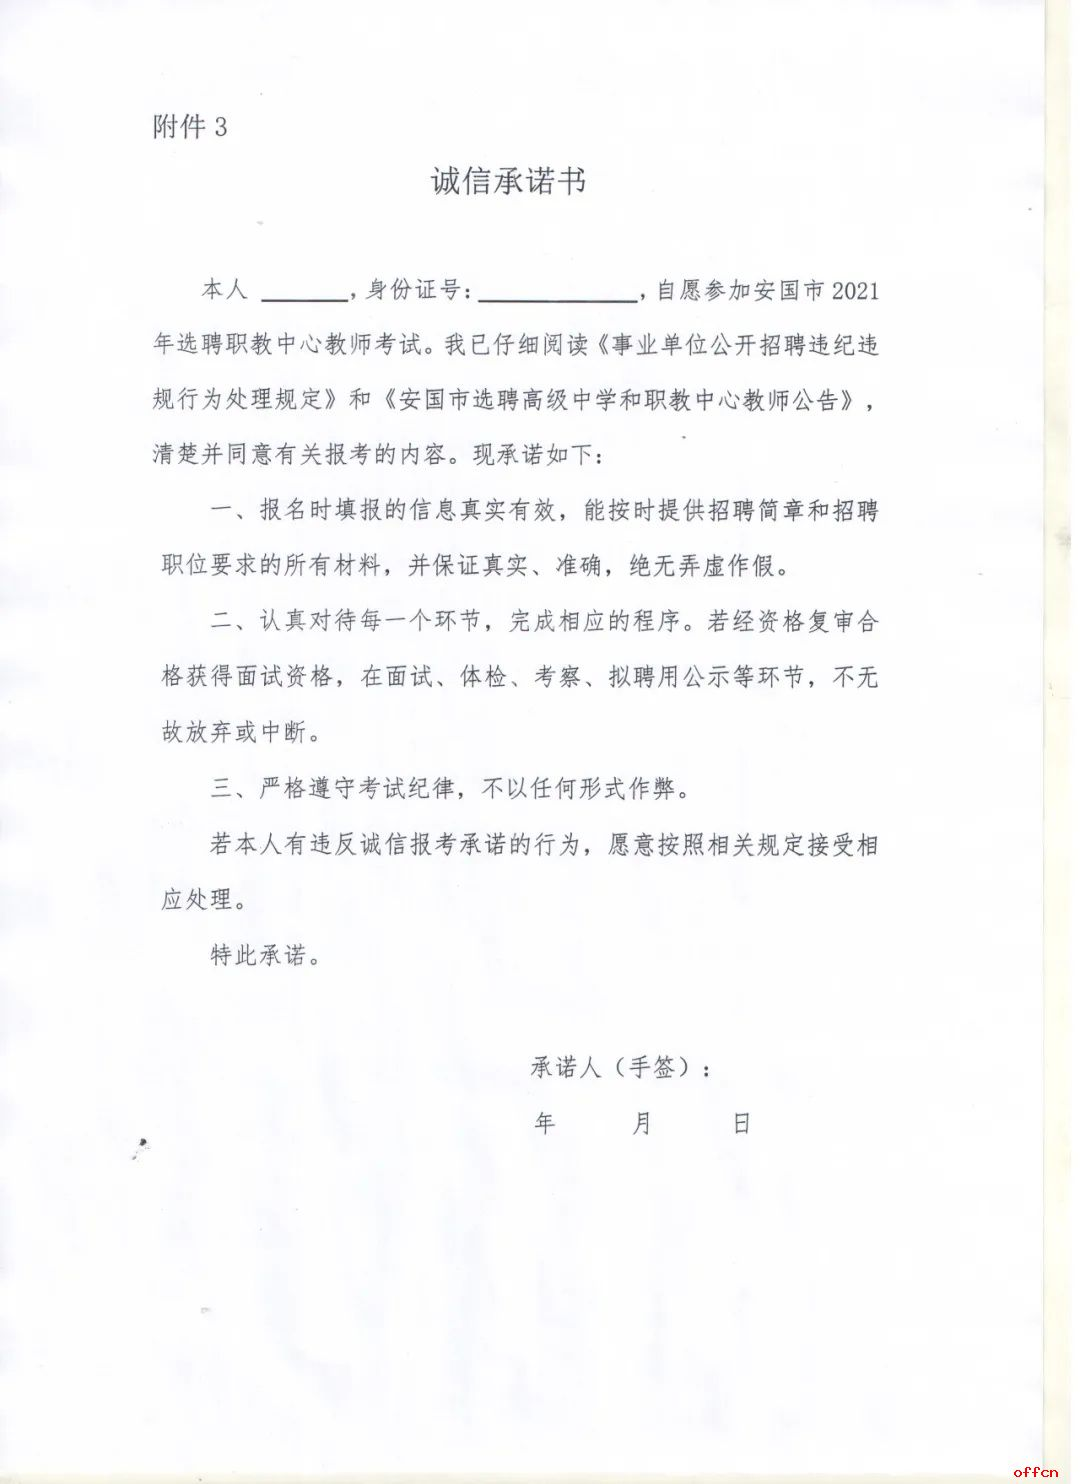 附件 3
诚信承诺书
本人 ______，身份证号：___________，自愿参加安国市 2021
年选聘职教中心教师考试。我已仔细阅读《事业单位公开招聘违纪违
规行为处理规定》和《安国市选聘高级中学和职教中心教师公告》，
清楚并同意有关报考的内容。现承诺如下：
一、报名时填报的信息真实有效，能按时提供招聘简章和招聘
职位要求的所有材料，并保证真实、准确，绝无弄虚作假。
二、认真对待每一个环节，完成相应的程序。若经资格复审合
格获得面试资格，在面试、体检、考察、拟聘用公示等环节，不无
故放弃或中断。
三、严格遵守考试纪律，不以任何形式作弊。
若本人有违反诚信报考承诺的行为，愿意按照相关规定接受相
应处理。
特此承诺。
承诺人（手签）：
年 月 日
offcn